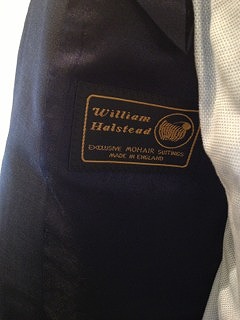 William
Halstead
EXCLUSIVE MOHAIR SUITINGS
MADE IN ENGLAND